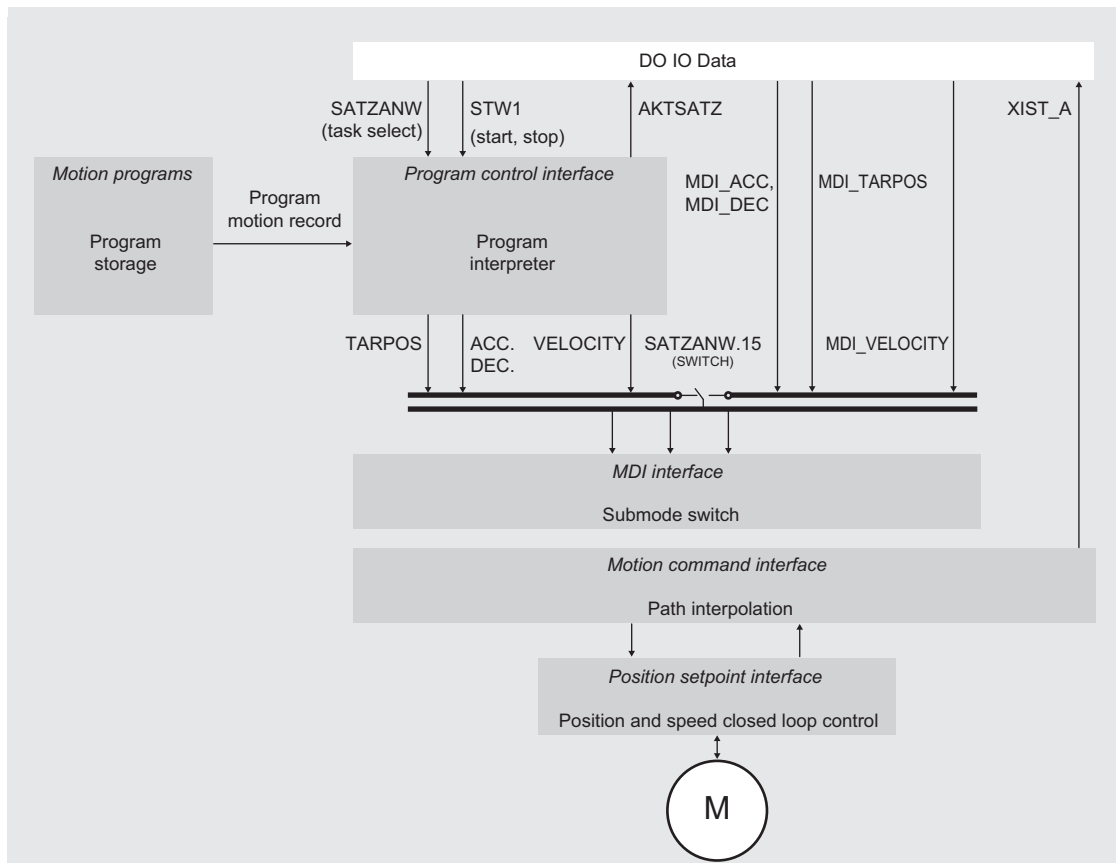 DO IO Data
SATZANW
(task select)
STW1
(start, stop)
AKTSATZ
XIST_A
Motion programs
Program
storage
Program
motion record
Program control interface
Program
interpreter
MDI_ACC,
MDI_DEC
MDI_TARPOS
TARPOS
ACC.
DEC.
VELOCITY
SATZANW.15
(SWITCH)
MDI_VELOCITY
MDI interface
Submode switch
Motion command interface
Path interpolation
Position setpoint interface
Position and speed closed loop control
M